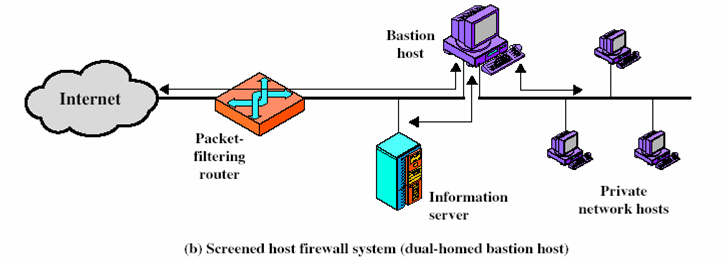 Bastion
host
Internet
Packet-
filtering
router
Information
server
Private
network hosts
(b) Screened host firewall system (dual-homed bastion host)